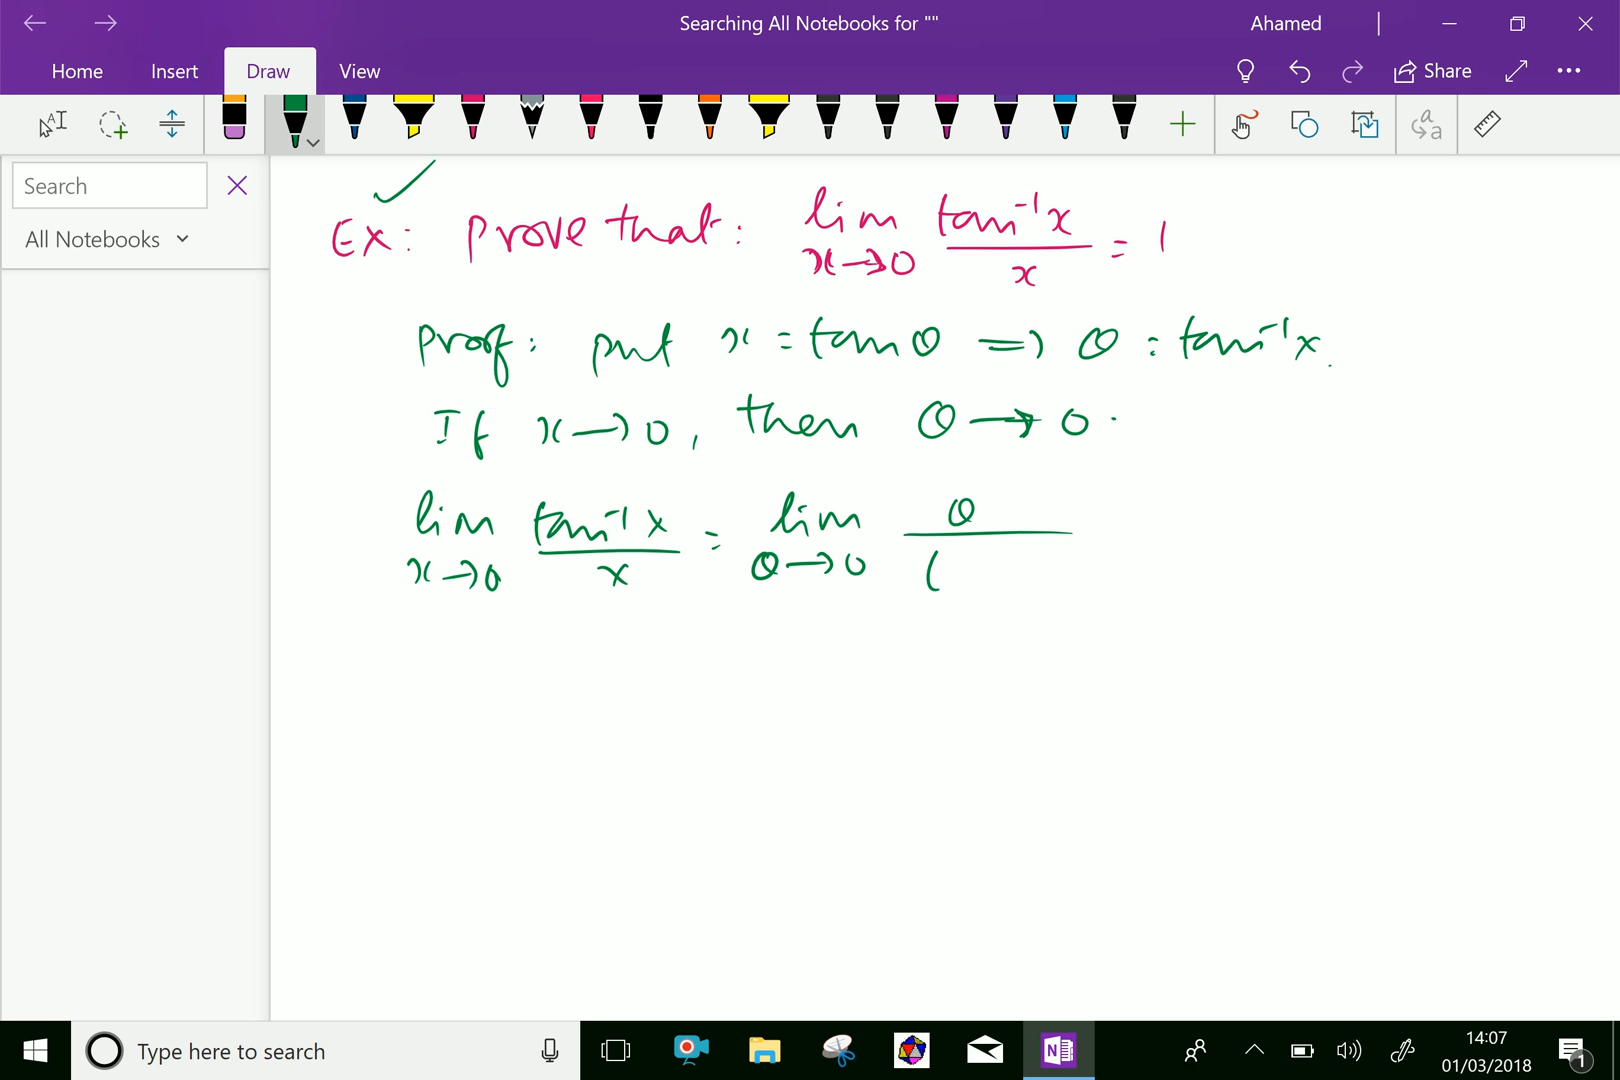 Searching All Notebooks for ""
Ahamed
Home Insert Draw View
Share
Search
All Notebooks
Ex: Prove that: lim x→0 tan⁻¹x / x = 1
Proof: put x = tan θ ⟹ θ = tan⁻¹x.
If x→0, then θ→0.
lim x→0 tan⁻¹x / x = lim θ→0 θ / (
Type here to search
14:07
01/03/2018
1